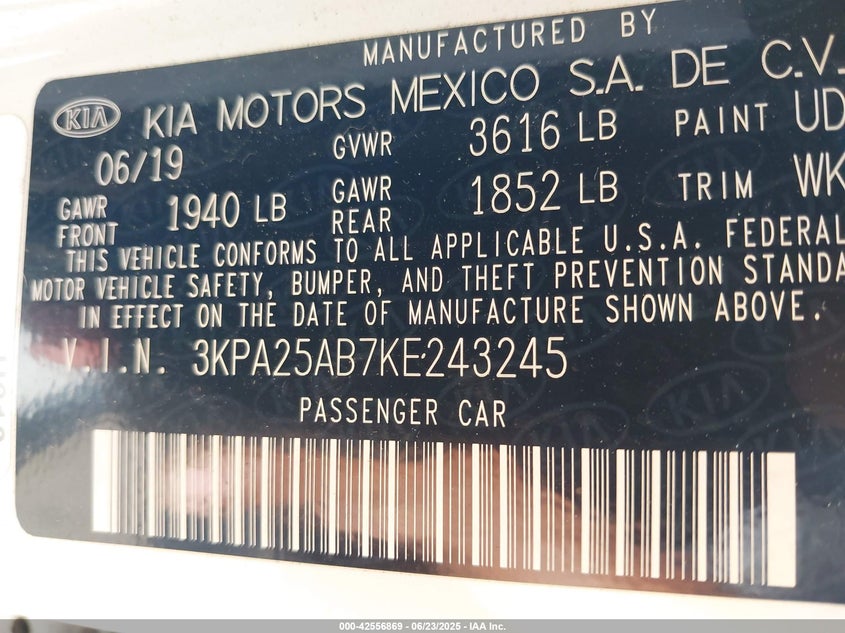 MANUFACTURED BY
KIA KIA MOTORS MEXICO S.A. DE C.V.
06/19 GVWR 3616 LB PAINT UD
GAWR FRONT 1940 LB GAWR REAR 1852 LB TRIM WK
THIS VEHICLE CONFORMS TO ALL APPLICABLE U.S.A. FEDERAL
MOTOR VEHICLE SAFETY, BUMPER, AND THEFT PREVENTION STANDA
IN EFFECT ON THE DATE OF MANUFACTURE SHOWN ABOVE.
V.I.N. 3KPA25AB7KE243245
PASSENGER CAR
000-42556869 - 06/23/2025 - IAA Inc.